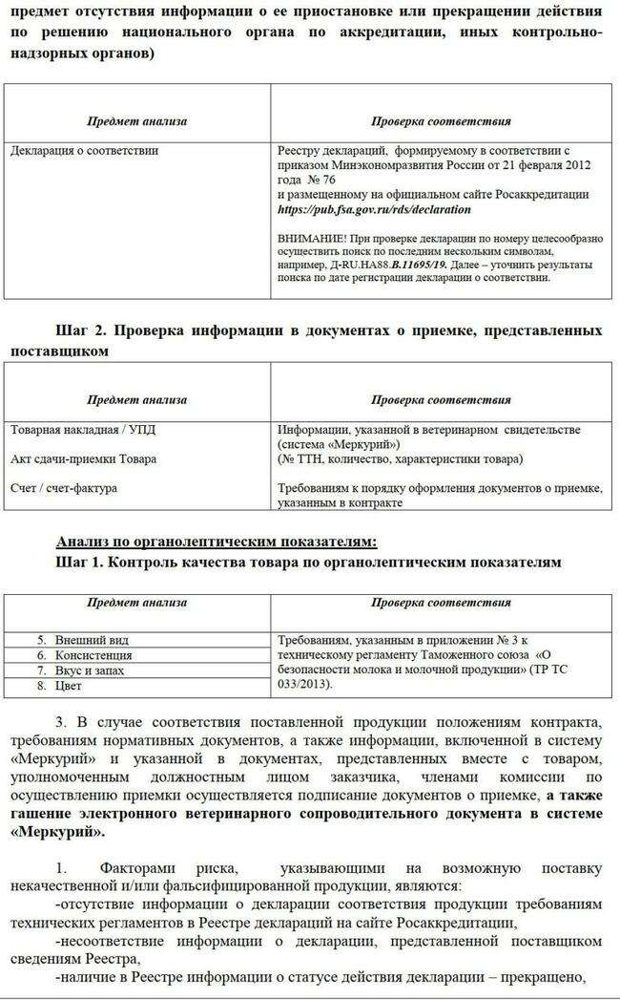 предмет отсутствия информации о ее приостановке или прекращении действия
по решению национального органа по аккредитации, иных контрольно-
надзорных органов)
Предмет анализа
Проверка соответствия
Декларация о соответствии
Реестру деклараций, формируемому в соответствии с
приказом Минэкономразвития России от 21 февраля 2012
года № 76
и размещенному на официальном сайте Росаккредитации
https://pub.fsa.gov.ru/rds/declaration
ВНИМАНИЕ! При проверке декларации по номеру целесообразно
осуществить поиск по последним нескольким символам,
например, Д-RU.НА88.В.11695/19. Далее – уточнить результаты
поиска по дате регистрации декларации о соответствии.
Шаг 2. Проверка информации в документах о приемке, представленных
поставщиком
Предмет анализа
Проверка соответствия
Товарная накладная / УПД
Акт сдачи-приемки Товара
Счет / счет-фактура
Информации, указанной в ветеринарном свидетельстве
(система «Меркурий»)
(№ ТТН, количество, характеристики товара)
Требованиям к порядку оформления документов о приемке,
указанным в контракте
Анализ по органолептическим показателям:
Шаг 1. Контроль качества товара по органолептическим показателям
Предмет анализа
Проверка соответствия
5. Внешний вид
6. Консистенция
7. Вкус и запах
8. Цвет
Требованиям, указанным в приложении № 3 к
техническому регламенту Таможенного союза «О
безопасности молока и молочной продукции» (ТР ТС
033/2013).
3. В случае соответствия поставленной продукции положениям контракта,
требованиям нормативных документов, а также информации, включенной в систему
«Меркурий» и указанной в документах, представленных вместе с товаром,
уполномоченным должностным лицом заказчика, членами комиссии по
осуществлению приемки осуществляется подписание документов о приемке, а также
гашение электронного ветеринарного сопроводительного документа в системе
«Меркурий».
1. Факторами риска, указывающими на возможную поставку
некачественной и/или фальсифицированной продукции, являются:
-отсутствие информации о декларации соответствия продукции требованиям
технических регламентов в Реестре деклараций на сайте Росаккредитации,
-несоответствие информации о декларации, представленной поставщиком
сведениям Реестра,
-наличие в Реестре информации о статусе действия декларации – прекращено,